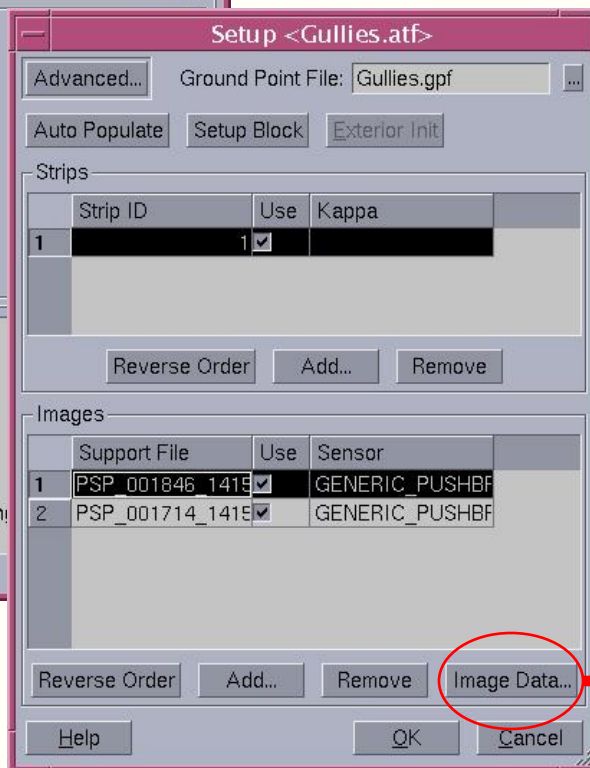 Setup <Gullies.atf>
Advanced... Ground Point File: Gullies.gpf ...
Auto Populate Setup Block Exterior Init
Strips
Strip ID Use Kappa
1 1
Reverse Order Add... Remove
Images
Support File Use Sensor
1 PSP_001846_1415 GENERIC_PUSHBR
2 PSP_001714_1415 GENERIC_PUSHBR
Reverse Order Add... Remove Image Data...
Help OK Cancel